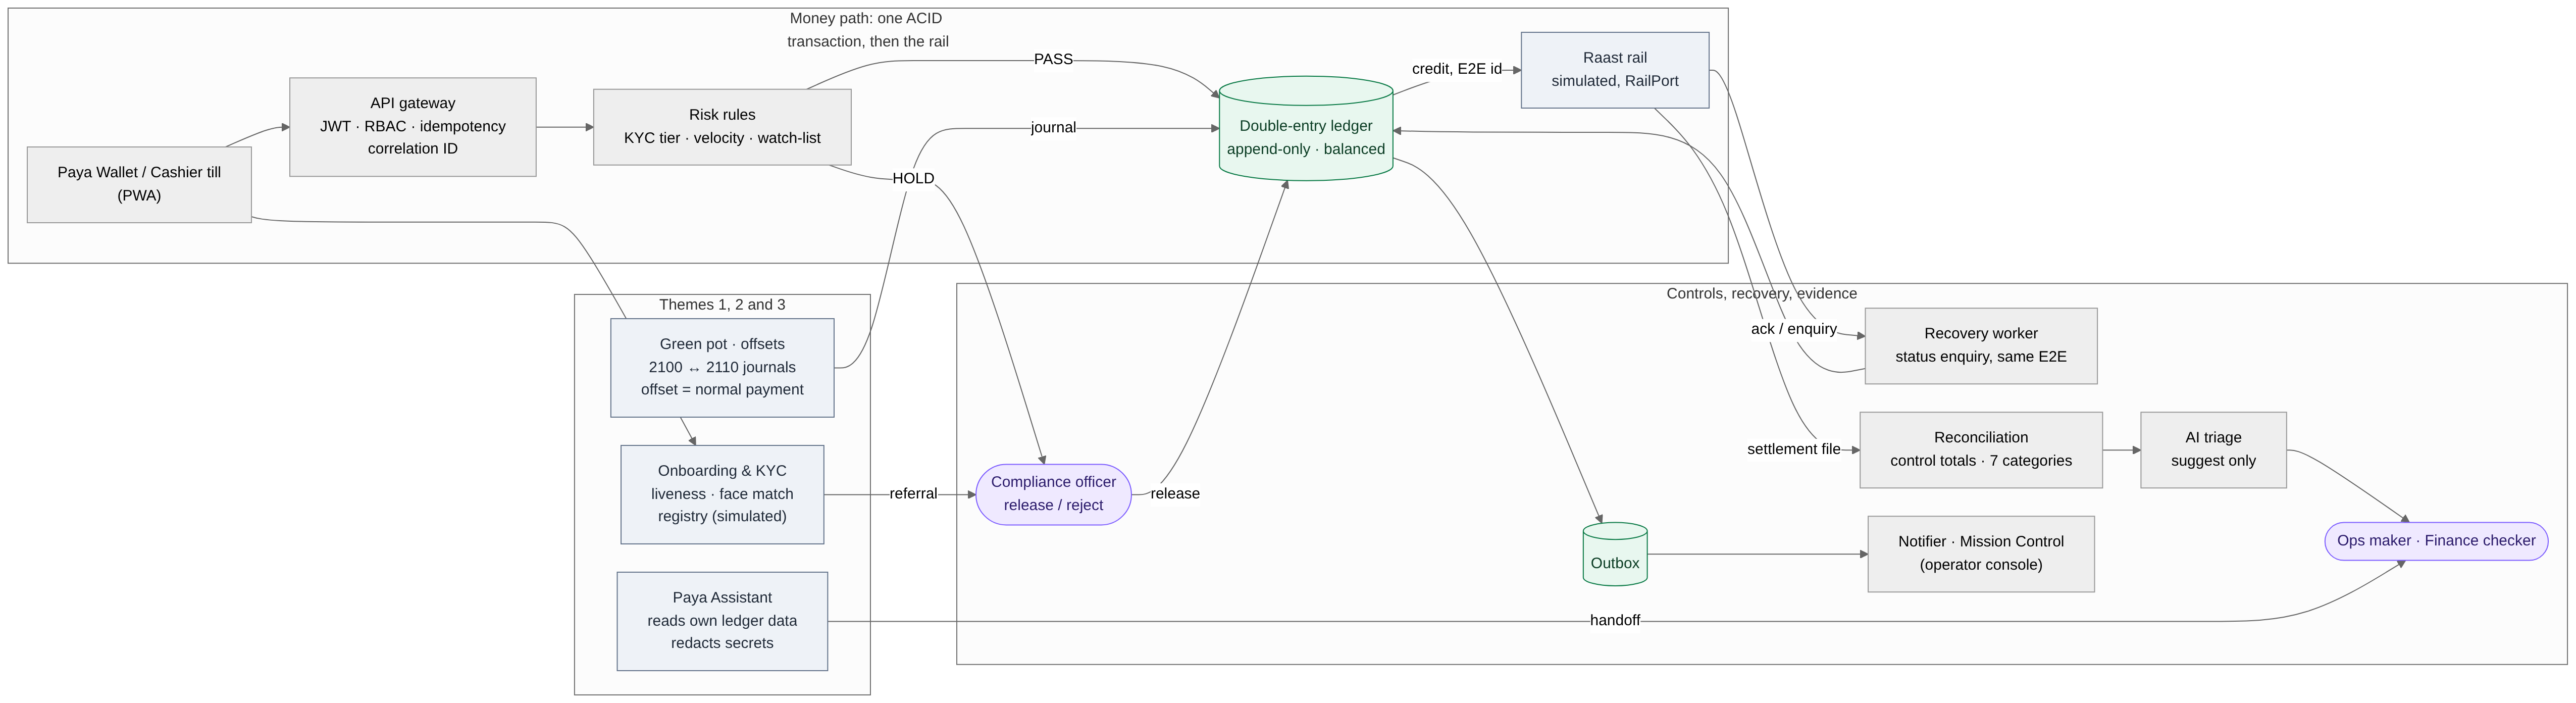 Money path: one ACID
transaction, then the rail
Paya Wallet / Cashier till
(PWA)
API gateway
JWT · RBAC · idempotency
correlation ID
Risk rules
KYC tier · velocity · watch-list
PASS
journal
HOLD
Double-entry ledger
append-only · balanced
credit, E2E id
Raast rail
simulated, RailPort
Themes 1, 2 and 3
Green pot · offsets
2100 ↔ 2110 journals
offset = normal payment
Onboarding & KYC
liveness · face match
registry (simulated)
Paya Assistant
reads own ledger data
redacts secrets
referral
Controls, recovery, evidence
Compliance officer
release / reject
release
ack / enquiry
Recovery worker
status enquiry, same E2E
settlement file
Reconciliation
control totals · 7 categories
AI triage
suggest only
Outbox
Notifier · Mission Control
(operator console)
Ops maker · Finance checker
handoff